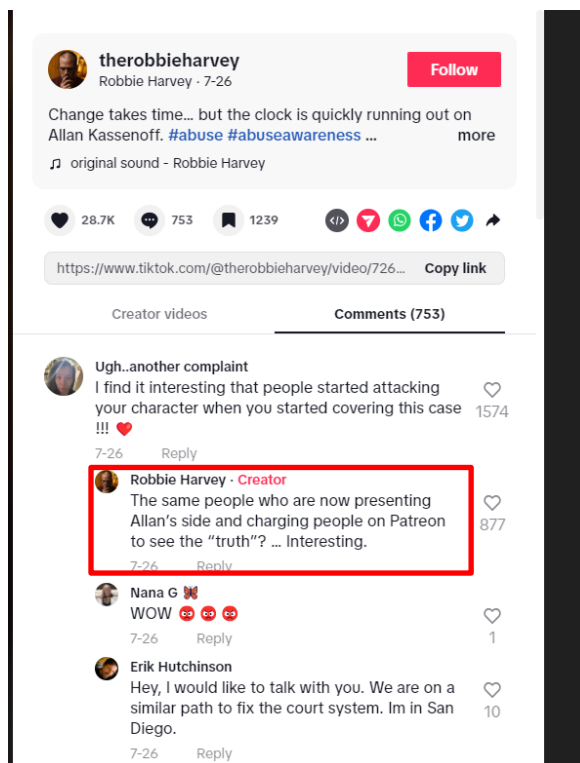 therobbieharvey
Robbie Harvey · 7-26
Follow
Change takes time... but the clock is quickly running out on
Allan Kassenoff. #abuse #abuseawareness ... more
original sound - Robbie Harvey
28.7K 753 1239
https://www.tiktok.com/@therobbieharvey/video/726... Copy link
Creator videos Comments (753)
Ugh..another complaint
I find it interesting that people started attacking
your character when you started covering this case
!!! ❤️
1574
7-26 Reply
Robbie Harvey · Creator
The same people who are now presenting
Allan's side and charging people on Patreon
to see the “truth”? ... Interesting.
877
7-26 Reply
Nana G 🦋
WOW 😡 😡 😡
1
7-26 Reply
Erik Hutchinson
Hey, I would like to talk with you. We are on a
similar path to fix the court system. Im in San
Diego.
10
7-26 Reply